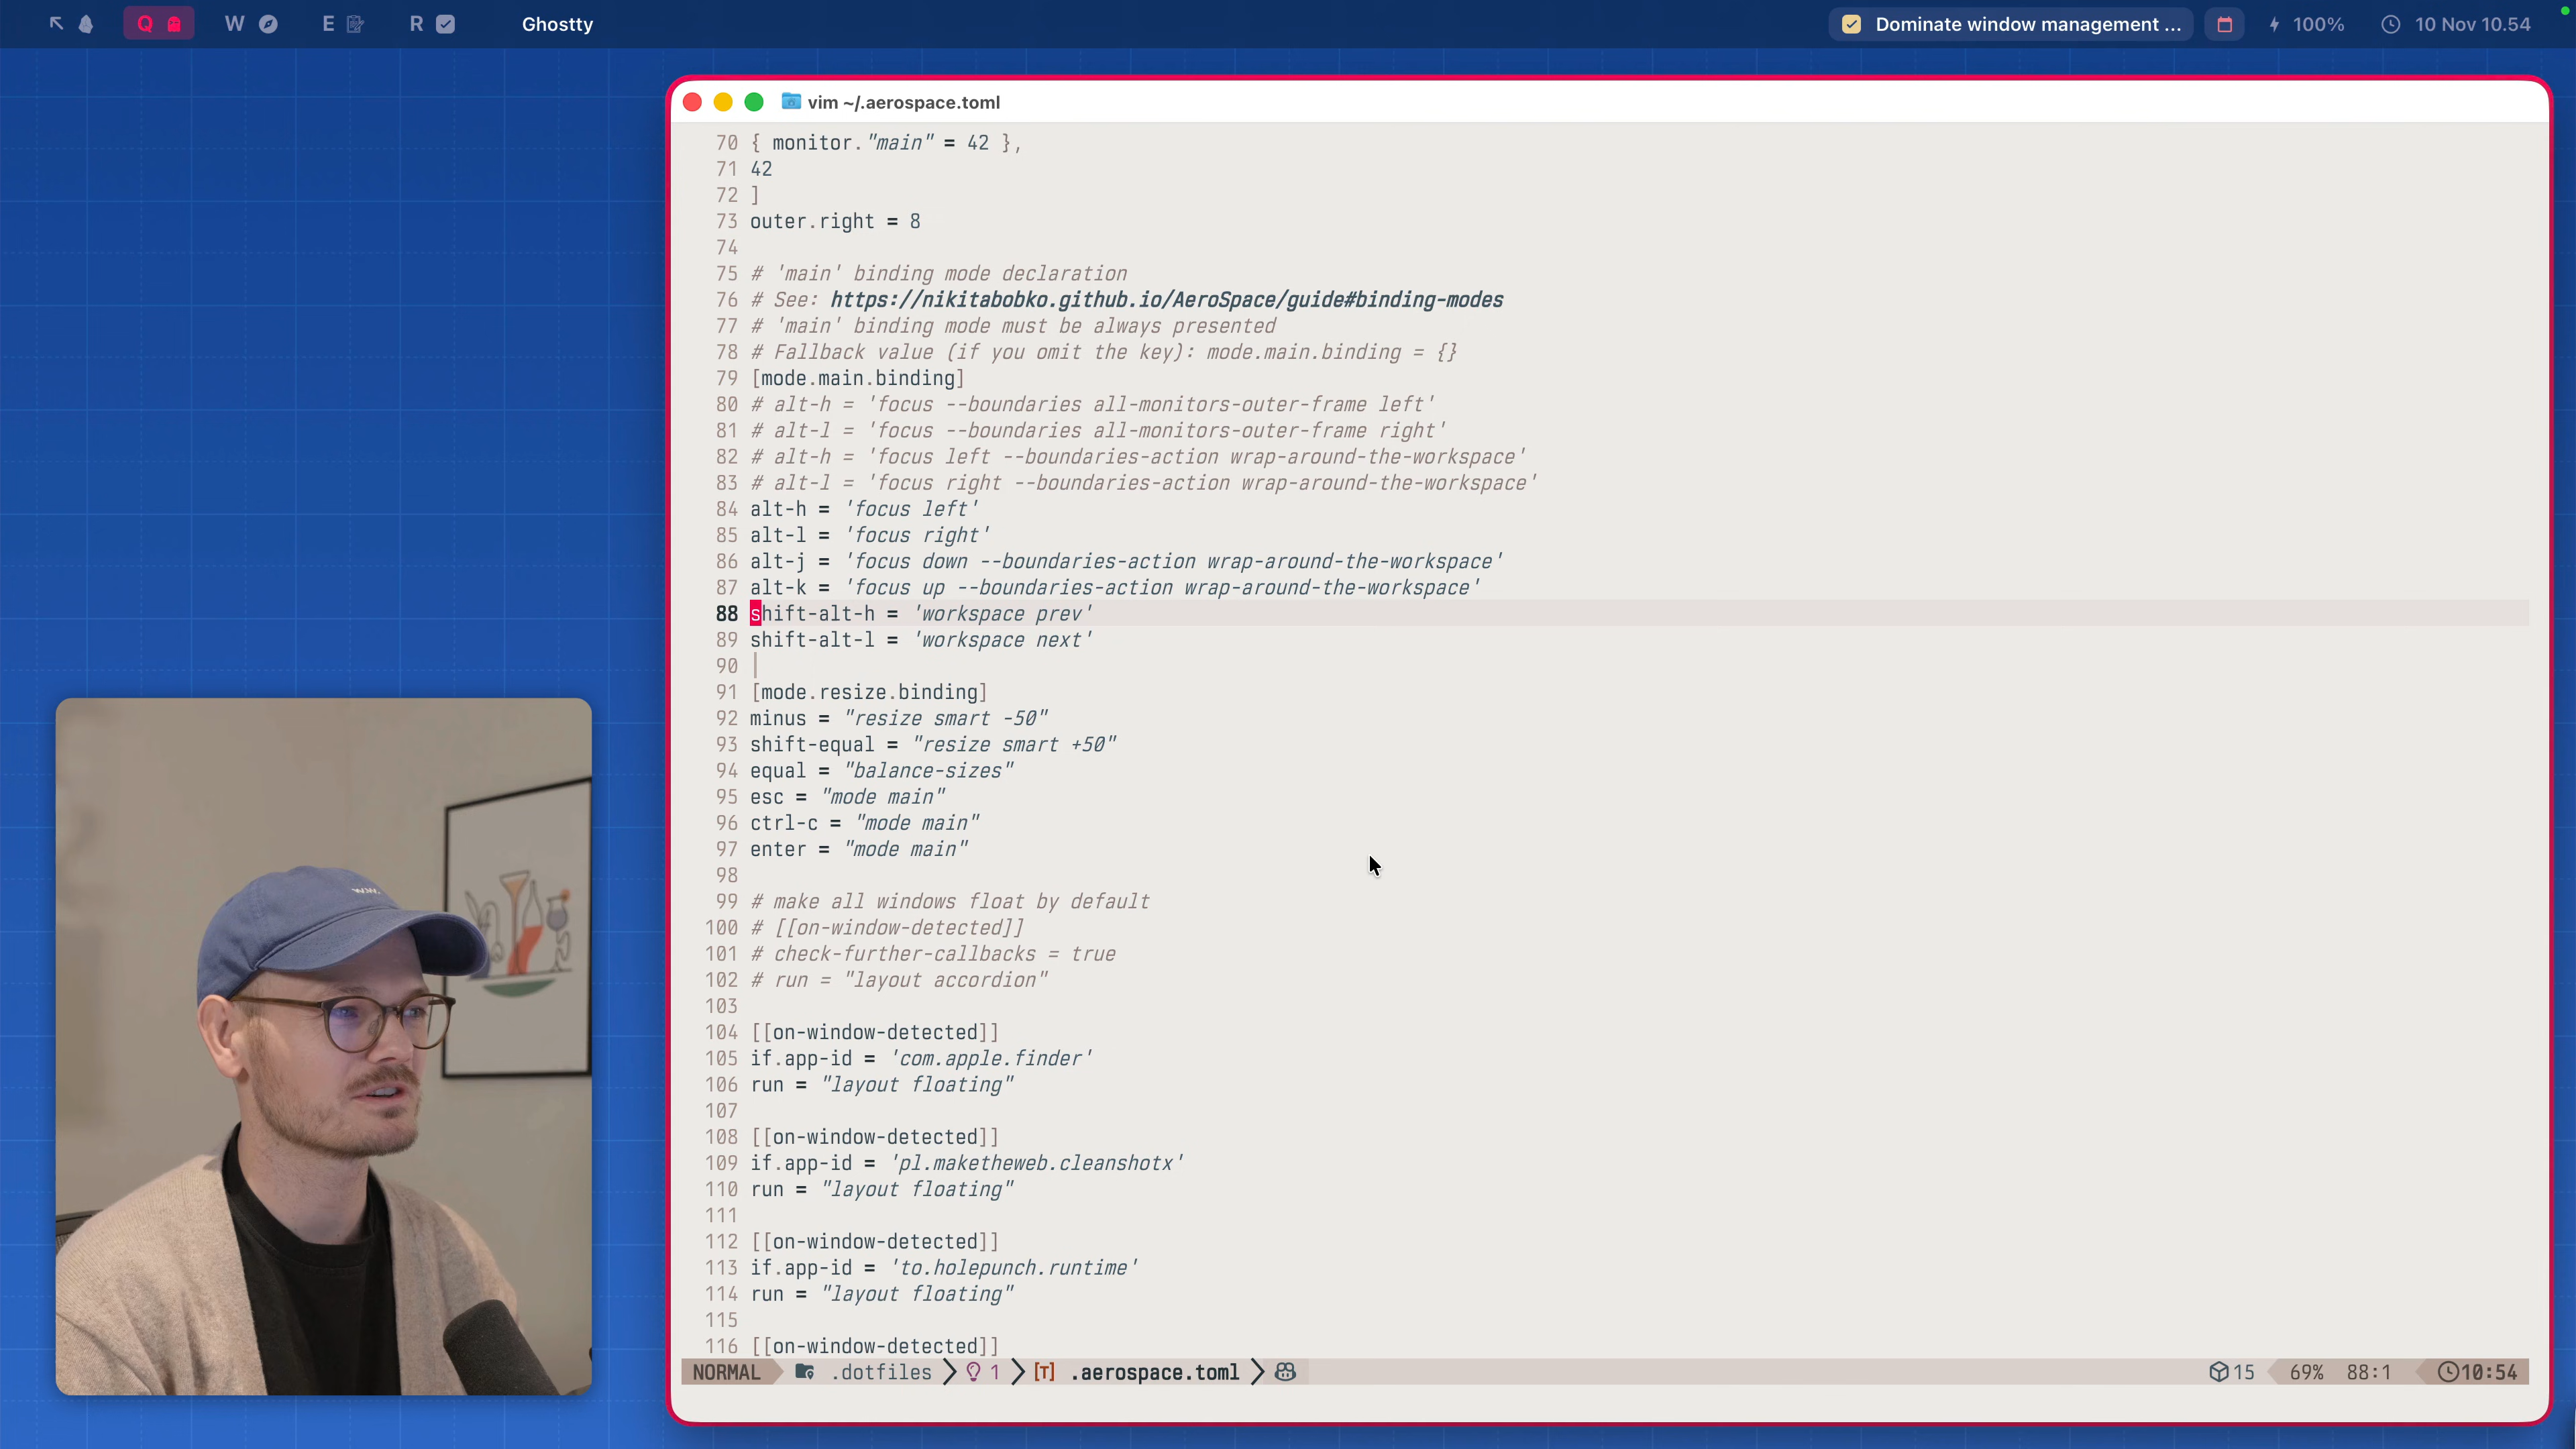 Q W E R Ghostty Dominate window management ... 100% 10 Nov 10.54
vim ~/.aerospace.toml
70 { monitor."main" = 42 },
71 42
72 ]
73 outer.right = 8
74
75 # 'main' binding mode declaration
76 # See: https://nikitabobko.github.io/AeroSpace/guide#binding-modes
77 # 'main' binding mode must be always presented
78 # Fallback value (if you omit the key): mode.main.binding = {}
79 [mode.main.binding]
80 # alt-h = 'focus --boundaries all-monitors-outer-frame left'
81 # alt-l = 'focus --boundaries all-monitors-outer-frame right'
82 # alt-h = 'focus left --boundaries-action wrap-around-the-workspace'
83 # alt-l = 'focus right --boundaries-action wrap-around-the-workspace'
84 alt-h = 'focus left'
85 alt-l = 'focus right'
86 alt-j = 'focus down --boundaries-action wrap-around-the-workspace'
87 alt-k = 'focus up --boundaries-action wrap-around-the-workspace'
88 shift-alt-h = 'workspace prev'
89 shift-alt-l = 'workspace next'
90
91 [mode.resize.binding]
92 minus = "resize smart -50"
93 shift-equal = "resize smart +50"
94 equal = "balance-sizes"
95 esc = "mode main"
96 ctrl-c = "mode main"
97 enter = "mode main"
98
99 # make all windows float by default
100 # [[on-window-detected]]
101 # check-further-callbacks = true
102 # run = "layout accordion"
103
104 [[on-window-detected]]
105 if.app-id = 'com.apple.finder'
106 run = "layout floating"
107
108 [[on-window-detected]]
109 if.app-id = 'pl.maketheweb.cleanshotx'
110 run = "layout floating"
111
112 [[on-window-detected]]
113 if.app-id = 'to.holepunch.runtime'
114 run = "layout floating"
115
116 [[on-window-detected]]
NORMAL .dotfiles 1 [T] .aerospace.toml 15 69% 88:1 10:54